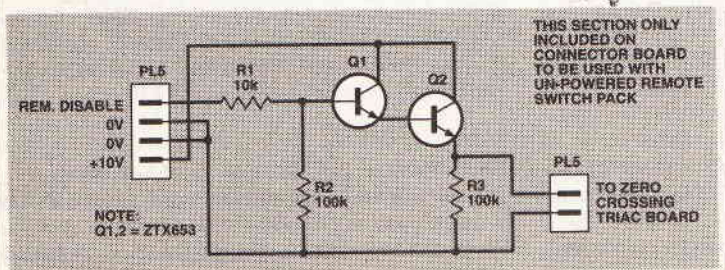 THIS SECTION ONLY
INCLUDED ON
CONNECTOR BOARD
TO BE USED WITH
UN-POWERED REMOTE
SWITCH PACK
PL5
R1
10k
Q1
Q2
REM. DISABLE
0V
0V
+10V
R2
100k
R3
100k
PL5
TO ZERO
CROSSING
TRIAC BOARD
NOTE:
Q1,2 = ZTX653